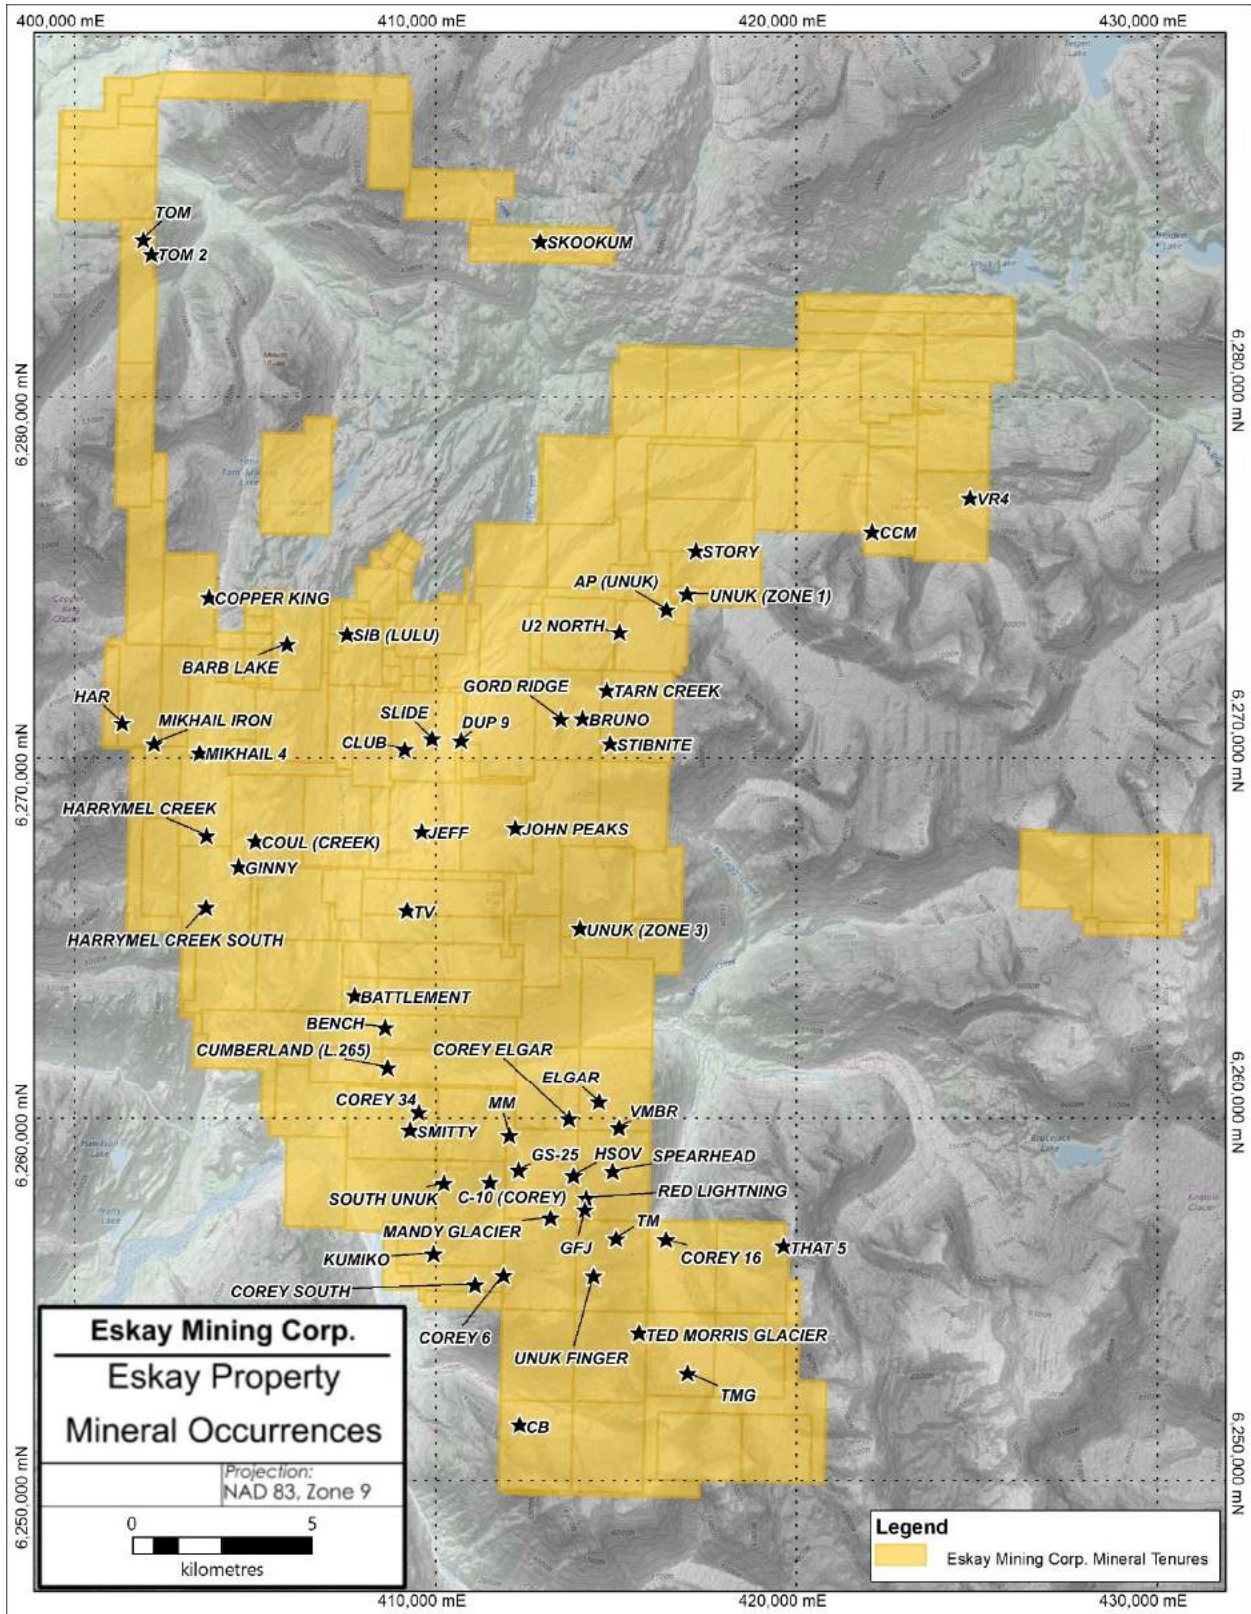 400,000 mE
410,000 mE
420,000 mE
430,000 mE
TOM
TOM 2
SKOOKUM
6,280,000 mN
6,280,000 mN
VR4
CCM
STORY
AP (UNUK)
UNUK (ZONE 1)
COPPER KING
U2 NORTH
SIB (LULU)
BARB LAKE
TARN CREEK
GORD RIDGE
HAR
BRUNO
SLIDE
DUP 9
MIKHAIL IRON
CLUB
STIBNITE
MIKHAIL 4
6,270,000 mN
6,270,000 mN
HARRYMEL CREEK
COUL (CREEK)
JEFF
JOHN PEAKS
GINNY
TV
UNUK (ZONE 3)
HARRYMEL CREEK SOUTH
BATTLEMENT
BENCH
CUMBERLAND (L.265)
COREY ELGAR
ELGAR
COREY 34
MM
VMBR
SMITTY
6,260,000 mN
6,260,000 mN
GS-25
HSOV
SPEARHEAD
SOUTH UNUK
C-10 (COREY)
RED LIGHTNING
MANDY GLACIER
TM
GFJ
COREY 16
THAT 5
KUMIKO
COREY SOUTH
COREY 6
UNUK FINGER
TED MORRIS GLACIER
TMG
CB
6,250,000 mN
6,250,000 mN
Eskay Mining Corp.
Eskay Property
Mineral Occurrences
Projection:
NAD 83, Zone 9
0 5
kilometres
Legend
Eskay Mining Corp. Mineral Tenures
410,000 mE
420,000 mE
430,000 mE